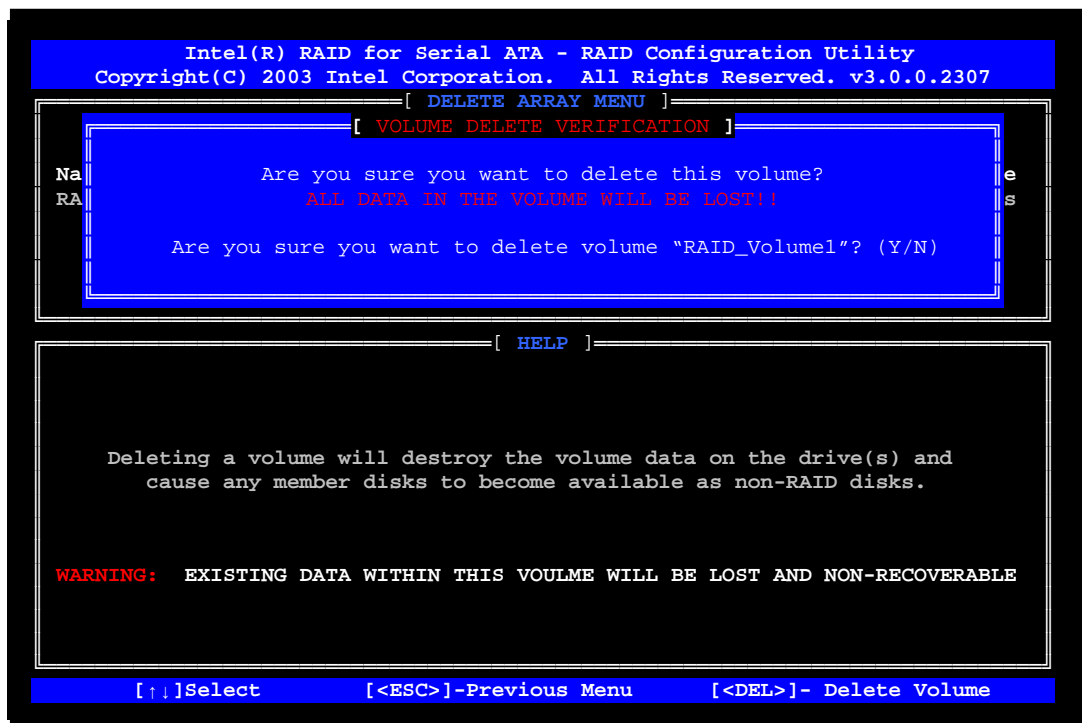 Intel(R) RAID for Serial ATA - RAID Configuration Utility
Copyright(C) 2003 Intel Corporation. All Rights Reserved. v3.0.0.2307
[ DELETE ARRAY MENU ]
[ VOLUME DELETE VERIFICATION ]
Na Are you sure you want to delete this volume? e
RA ALL DATA IN THE VOLUME WILL BE LOST!! s
Are you sure you want to delete volume “RAID_Volume1”? (Y/N)
[ HELP ]
Deleting a volume will destroy the volume data on the drive(s) and
cause any member disks to become available as non-RAID disks.
WARNING: EXISTING DATA WITHIN THIS VOULME WILL BE LOST AND NON-RECOVERABLE
[↑↓]Select [<ESC>]-Previous Menu [<DEL>]- Delete Volume